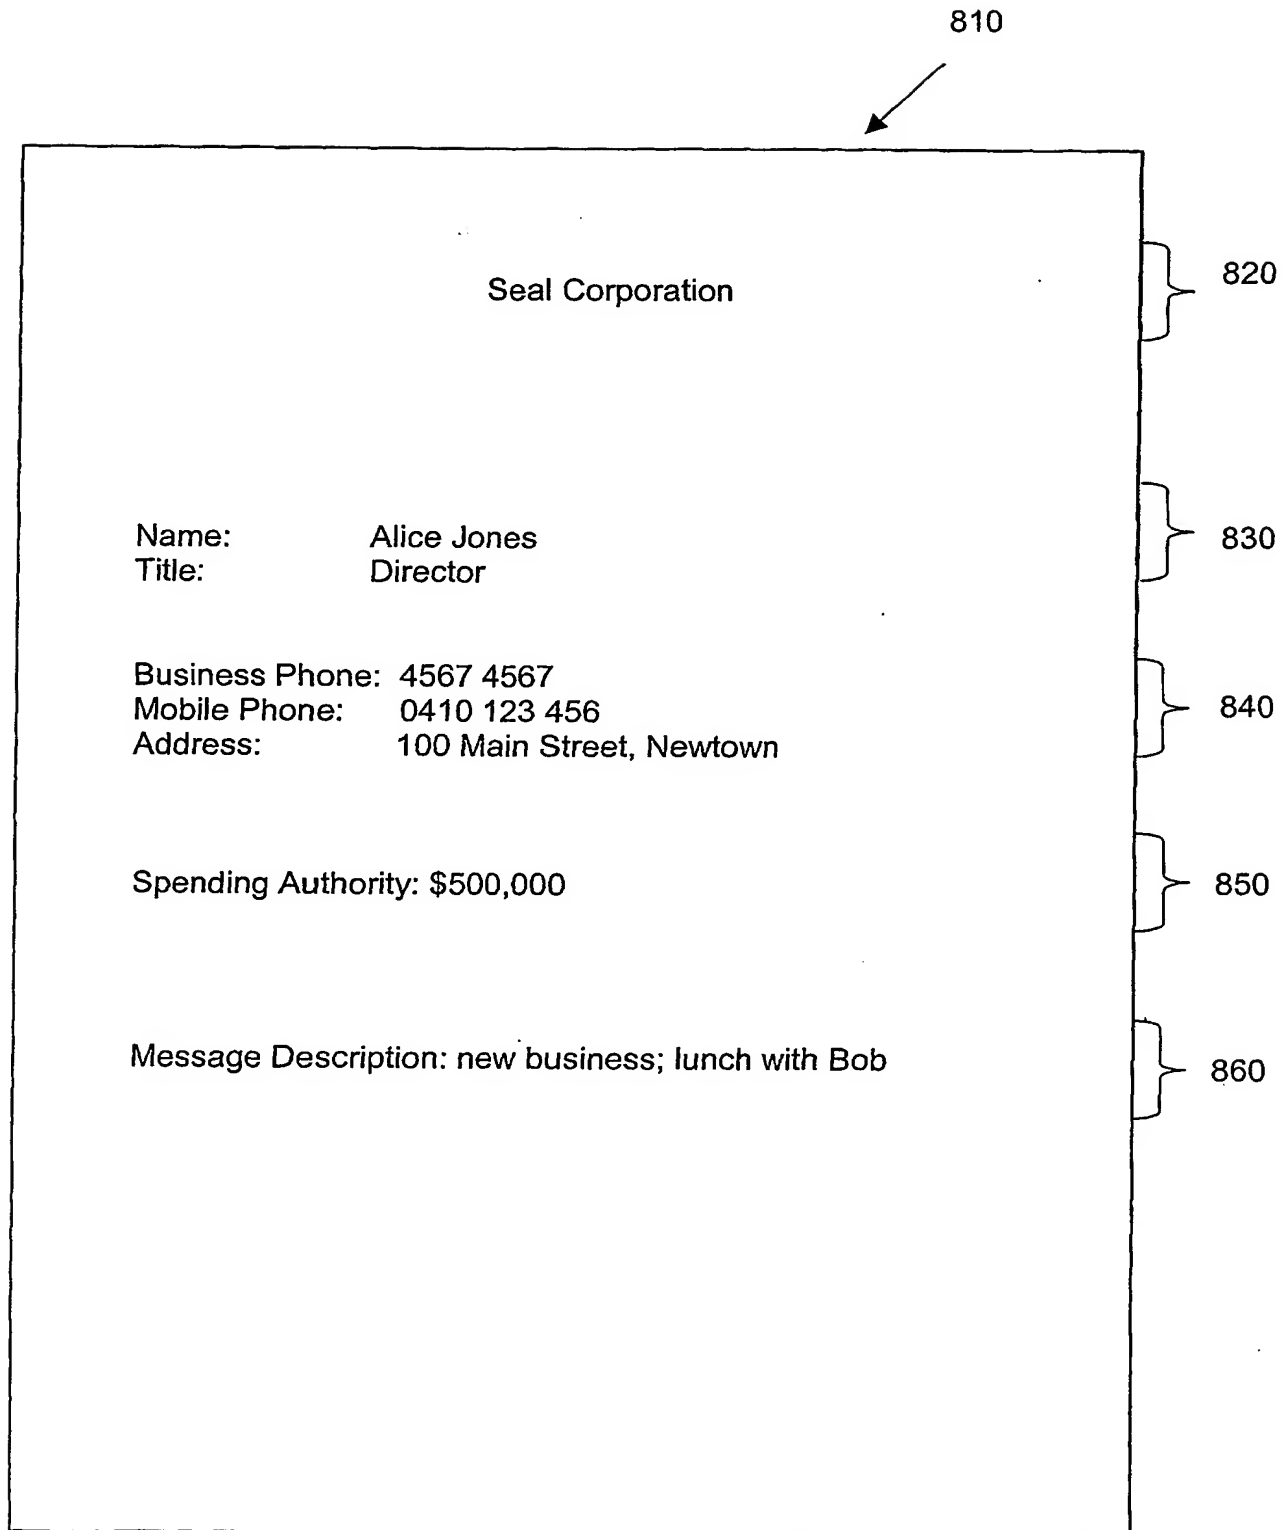 810
Seal Corporation
820
Name: Alice Jones
830
Title: Director
Business Phone: 4567 4567
Mobile Phone: 0410 123 456
840
Address: 100 Main Street, Newtown
Spending Authority: $500,000
850
Message Description: new business; lunch with Bob
860